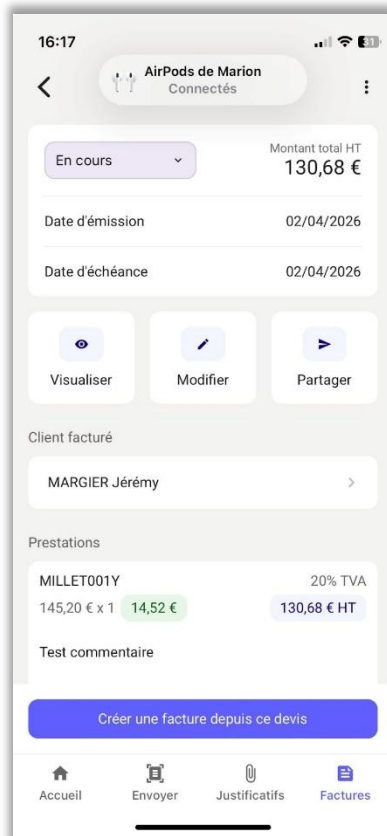 16:17
31
AirPods de Marion
Connectés
En cours
Montant total HT
130,68 €
Date d'émission 02/04/2026
Date d'échéance 02/04/2026
Visualiser Modifier Partager
Client facturé
MARGIER Jérémy
Prestations
MILLET001Y 20% TVA
145,20 € x 1 14,52 € 130,68 € HT
Test commentaire
Créer une facture depuis ce devis
Accueil Envoyer Justificatifs Factures